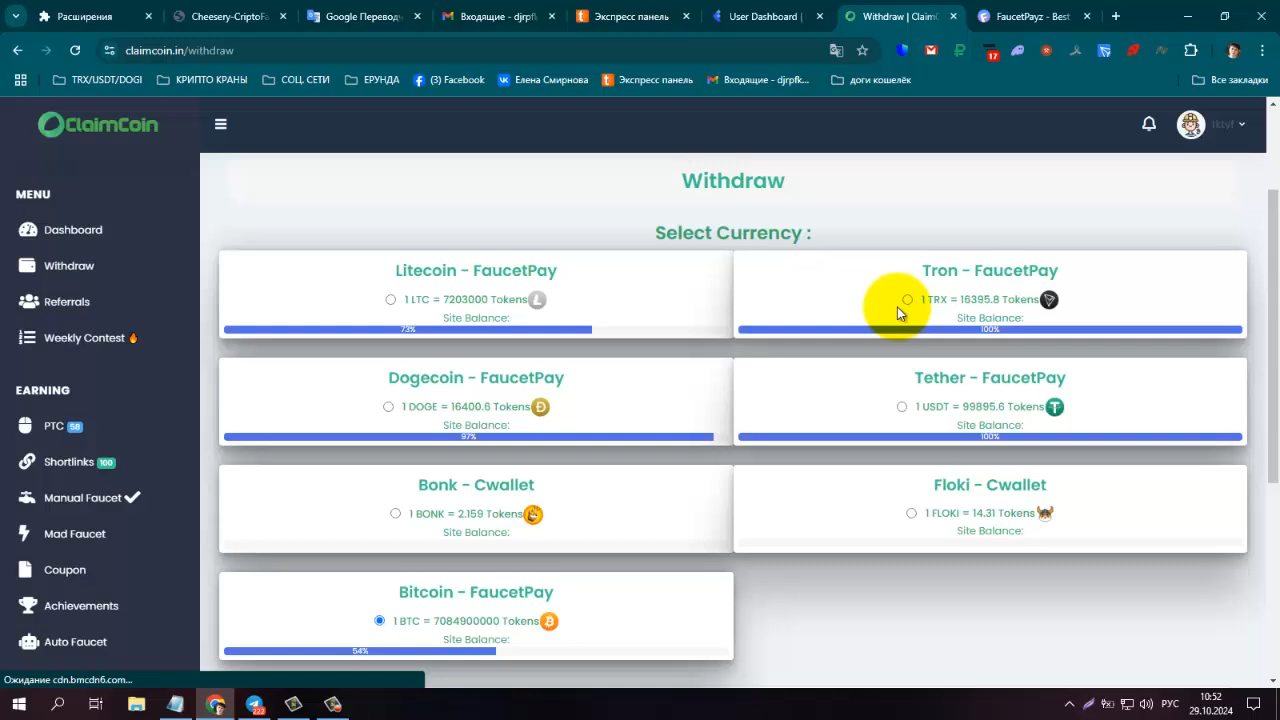 Расширения
Cheesery-CriptoFa
Google Переводч
Входящие - djrpfk
Экспресс панель
User Dashboard |
Withdraw | ClaimC
FaucetPayz - Best
claimcoin.in/withdraw
17
TRX/USDT/DOGI
КРИПТО КРАНЫ
СОЦ. СЕТИ
ЕРУНДА
(3) Facebook
Елена Смирнова
Экспресс панель
Входящие - djrpfk...
доги кошелёк
Все закладки
ClaimCoin
tktyf
MENU
Dashboard
Withdraw
Referrals
Weekly Contest
EARNING
PTC 58
Shortlinks 100
Manual Faucet
Mad Faucet
Coupon
Achievements
Auto Faucet
Withdraw
Select Currency :
Litecoin - FaucetPay
1 LTC = 7203000 Tokens
Site Balance:
73%
Tron - FaucetPay
1 TRX = 16395.8 Tokens
Site Balance:
100%
Dogecoin - FaucetPay
1 DOGE = 16400.6 Tokens
Site Balance:
97%
Tether - FaucetPay
1 USDT = 99895.6 Tokens
Site Balance:
100%
Bonk - Cwallet
1 BONK = 2.159 Tokens
Site Balance:
Floki - Cwallet
1 FLOKI = 14.31 Tokens
Site Balance:
Bitcoin - FaucetPay
1 BTC = 7084900000 Tokens
Site Balance:
54%
Ожидание cdn.bmcdn6.com...
222
РУС
10:52
29.10.2024